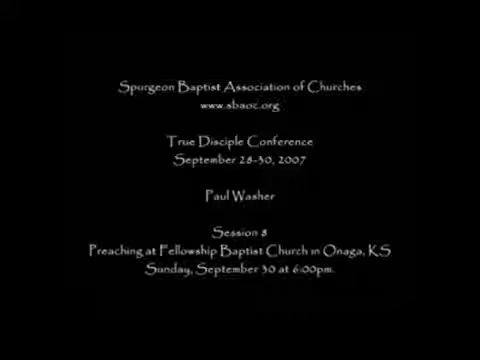 Spurgeon Baptist Association of Churches
www.sbaoc.org
True Disciple Conference
September 28-30, 2007
Paul Washer
Session 8
Preaching at Fellowship Baptist Church in Onaga, KS
Sunday, September 30 at 6:00pm.